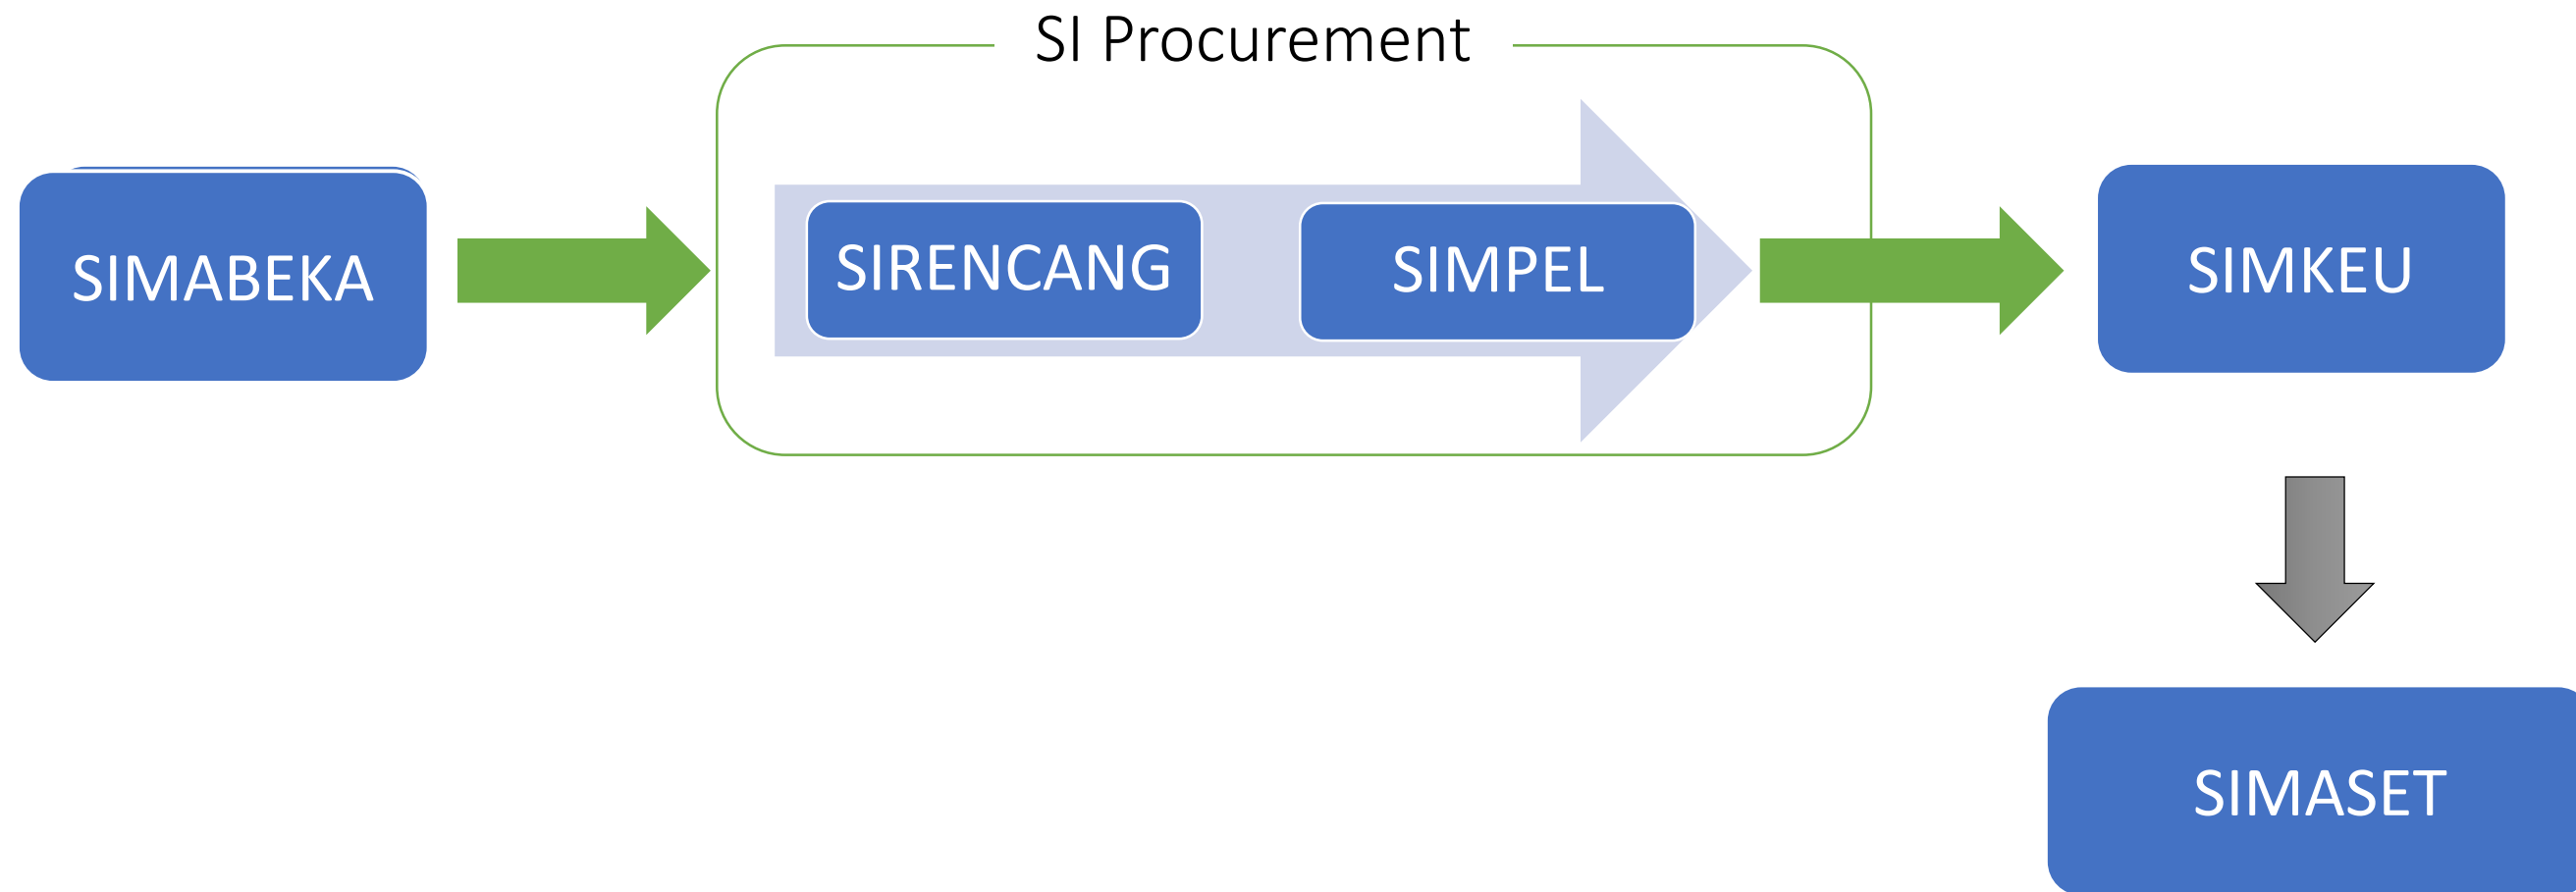 SI Procurement
SIMABEKA
SIRENCANG
SIMPEL
SIMKEU
SIMASET